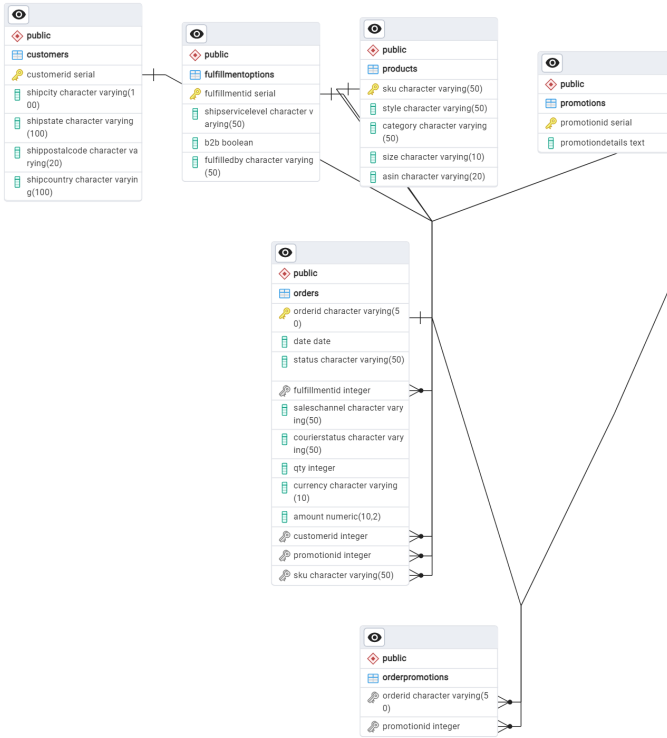 public
customers
customerid serial
shipcity character varying(1
00)
shipstate character varying
(100)
shippostalcode character va
rying(20)
shipcountry character varyin
g(100)
public
fulfillmentoptions
fulfillmentid serial
shipservicelevel character v
arying(50)
b2b boolean
fulfilledby character varying
(50)
public
products
sku character varying(50)
style character varying(50)
category character varying
(50)
size character varying(10)
asin character varying(20)
public
promotions
promotionid serial
promotiondetails text
public
orders
orderid character varying(5
0)
date date
status character varying(50)
fulfillmentid integer
saleschannel character vary
ing(50)
courierstatus character vary
ing(50)
qty integer
currency character varying
(10)
amount numeric(10,2)
customerid integer
promotionid integer
sku character varying(50)
public
orderpromotions
orderid character varying(5
0)
promotionid integer